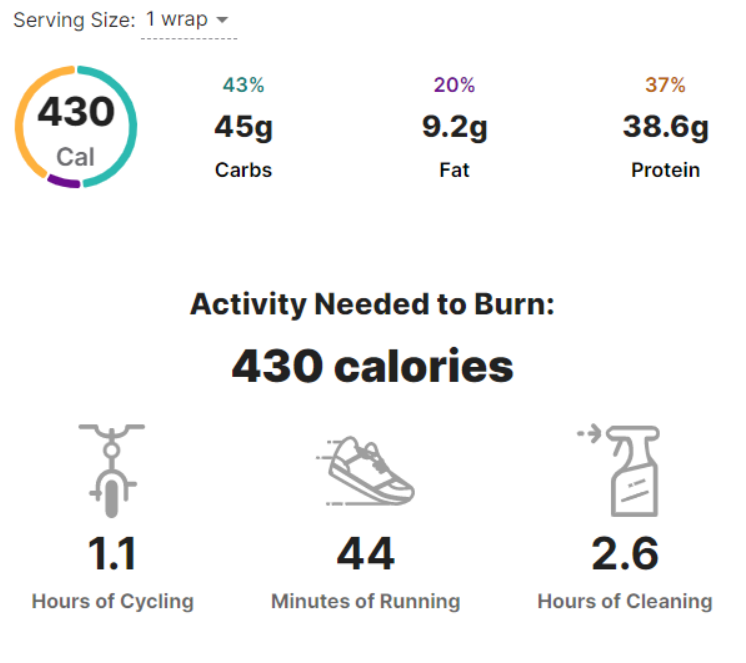 Serving Size: 1 wrap
430
Cal
43% 20% 37%
45g 9.2g 38.6g
Carbs Fat Protein
Activity Needed to Burn:
430 calories
1.1 44 2.6
Hours of Cycling Minutes of Running Hours of Cleaning